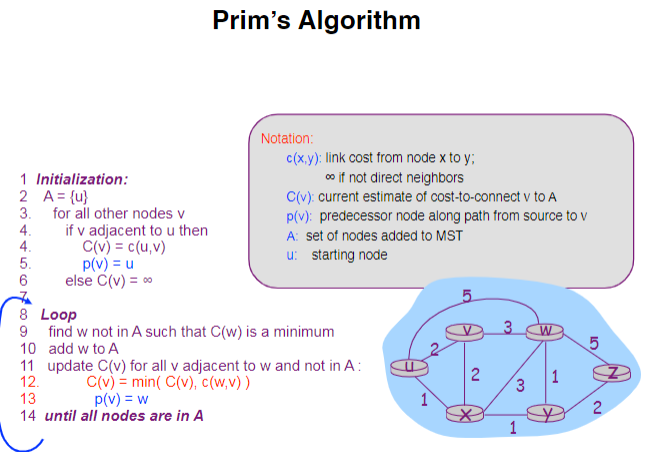 Prim's Algorithm
Notation:
c(x,y): link cost from node x to y;
∞ if not direct neighbors
C(v): current estimate of cost-to-connect v to A
p(v): predecessor node along path from source to v
A: set of nodes added to MST
u: starting node
1 Initialization:
2 A = {u}
3. for all other nodes v
4. if v adjacent to u then
4. C(v) = c(u,v)
5. p(v) = u
6 else C(v) = ∞
7
8 Loop
9 find w not in A such that C(w) is a minimum
10 add w to A
11 update C(v) for all v adjacent to w and not in A :
12. C(v) = min( C(v), c(w,v) )
13 p(v) = w
14 until all nodes are in A
5
v 3 w
2 5
u z
2 3 1
1 2
x y
1